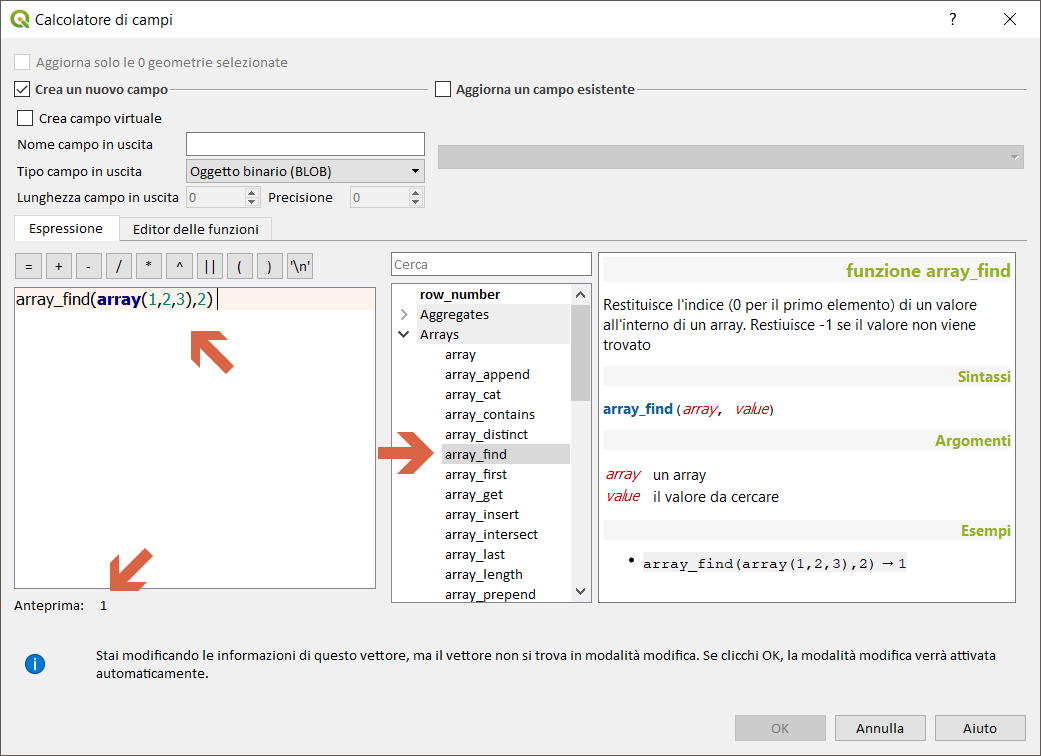 Calcolatore di campi
?
Aggiorna solo le 0 geometrie selezionate
Crea un nuovo campo
Aggiorna un campo esistente
Crea campo virtuale
Nome campo in uscita
Tipo campo in uscita Oggetto binario (BLOB)
Lunghezza campo in uscita 0 Precisione 0
Espressione Editor delle funzioni
= + - / * ^ || ( ) '\n'
array_find(array(1,2,3),2)
Anteprima: 1
Cerca
row_number
Aggregates
Arrays
array
array_append
array_cat
array_contains
array_distinct
array_find
array_first
array_get
array_insert
array_intersect
array_last
array_length
array_prepend
funzione array_find
Restituisce l'indice (0 per il primo elemento) di un valore
all'interno di un array. Restiuisce -1 se il valore non viene
trovato
Sintassi
array_find(array, value)
Argomenti
array un array
value il valore da cercare
Esempi
• array_find(array(1,2,3),2) → 1
Stai modificando le informazioni di questo vettore, ma il vettore non si trova in modalità modifica. Se clicchi OK, la modalità modifica verrà attivata
automaticamente.
OK Annulla Aiuto